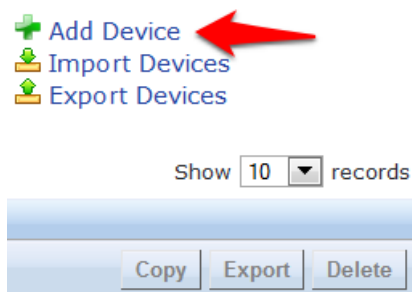 Add Device
Import Devices
Export Devices
Show 10 records
Copy Export Delete